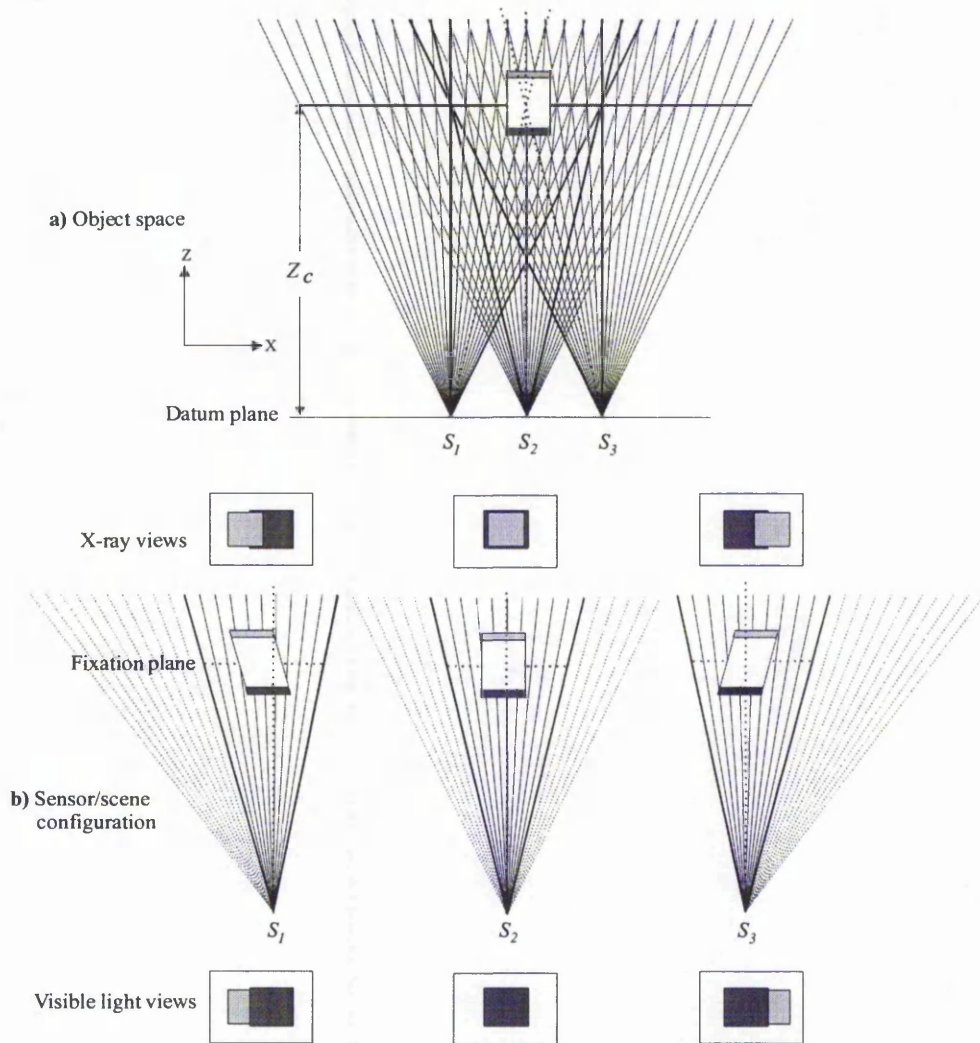 a) Object space
Z
Z_C
X
Datum plane
S_1 S_2 S_3
X-ray views
Fixation plane
b) Sensor/scene
configuration
S_1 S_2 S_3
Visible light views